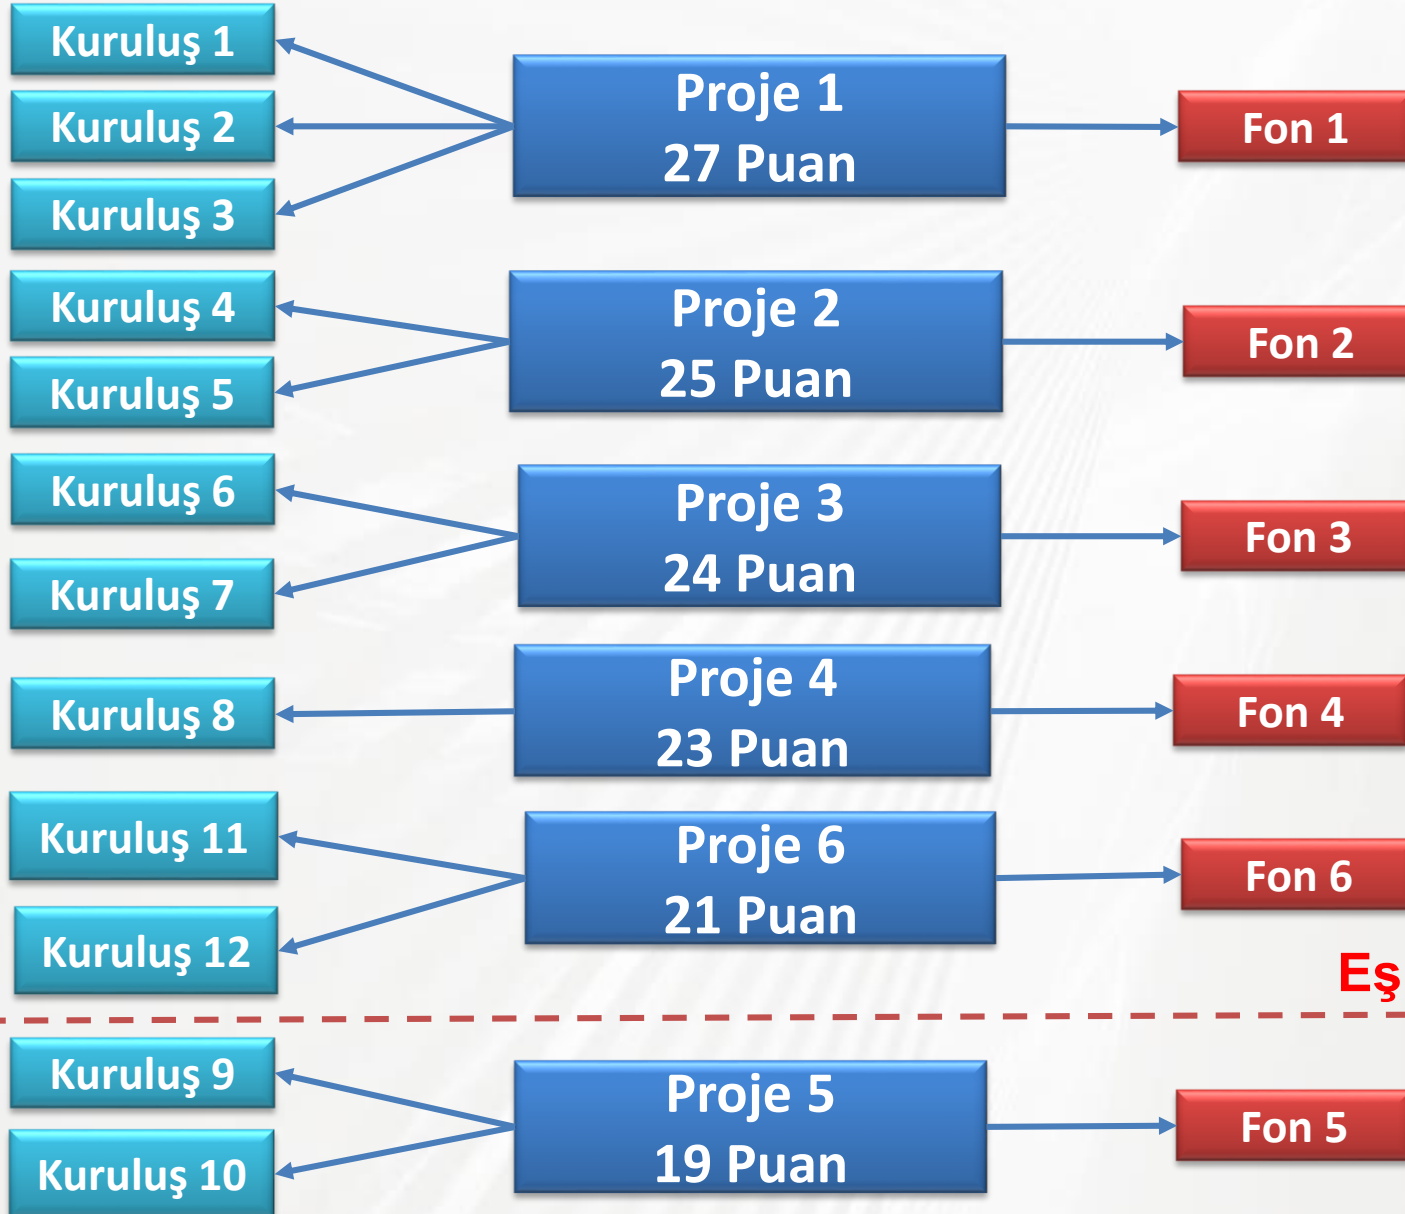 Kuruluş 1
Kuruluş 2
Kuruluş 3
Proje 1
27 Puan
Fon 1
Kuruluş 4
Kuruluş 5
Proje 2
25 Puan
Fon 2
Kuruluş 6
Kuruluş 7
Proje 3
24 Puan
Fon 3
Kuruluş 8
Proje 4
23 Puan
Fon 4
Kuruluş 11
Kuruluş 12
Proje 6
21 Puan
Fon 6
Eş
Kuruluş 9
Kuruluş 10
Proje 5
19 Puan
Fon 5